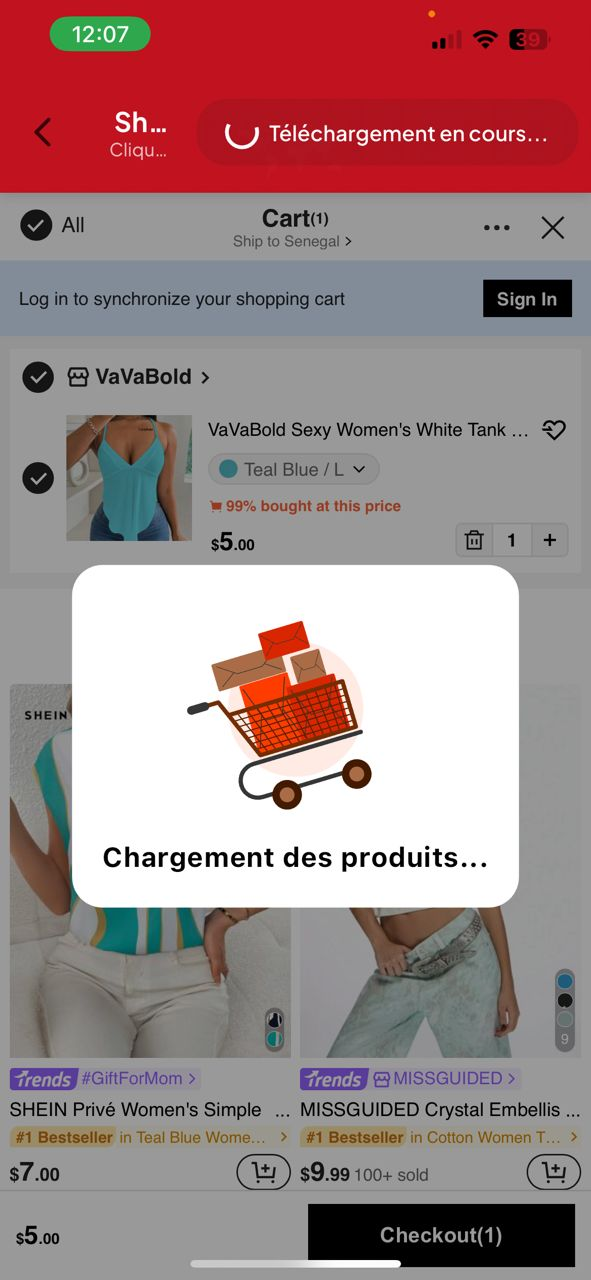 12:07
39
Sh...
Cliqu...
Téléchargement en cours...
All
Cart(1)
Ship to Senegal >
Log in to synchronize your shopping cart
Sign In
VaVaBold >
VaVaBold Sexy Women's White Tank ...
Teal Blue / L
99% bought at this price
$5.00
1 +
Chargement des produits...
SHEIN
9
Trends #GiftForMom >
Trends MISSGUIDED >
SHEIN Privé Women's Simple ...
MISSGUIDED Crystal Embellis ...
#1 Bestseller in Teal Blue Wome... >
#1 Bestseller in Cotton Women T... >
$7.00
$9.99 100+ sold
$5.00
Checkout(1)